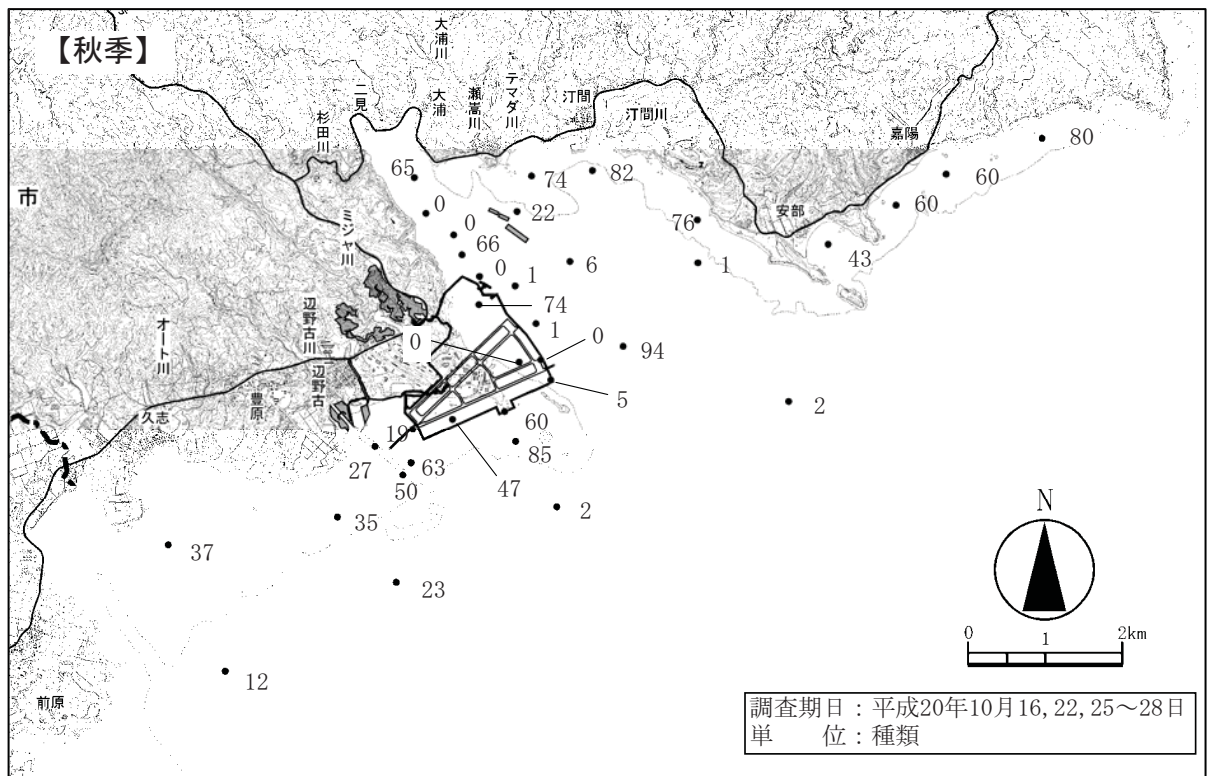 【秋季】
大浦川
二見
大浦
瀬嵩川
テマダ川
汀間
汀間川
杉田川
嘉陽
80
65
74
82
60
市
0
22
60
ミジャ川
0
76
安部
66
43
0
1
6
1
74
辺野古川
オート川
0
1
0
94
辺野古
豊原
5
2
久志
19
60
27
63
85
50
47
35
2
37
N
23
0 1 2km
12
前原
調査期日:平成20年10月16,22,25～28日
単　　位:種類